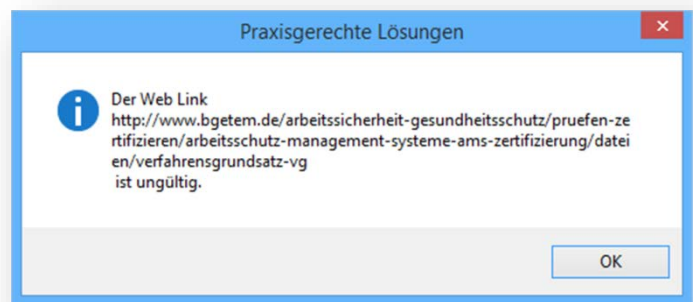 Praxisgerechte Lösungen
Der Web Link
http://www.bgetem.de/arbeitssicherheit-gesundheitsschutz/pruefen-ze
rtifizieren/arbeitsschutz-management-systeme-ams-zertifizierung/datei
en/verfahrensgrundsatz-vg
ist ungültig.
OK